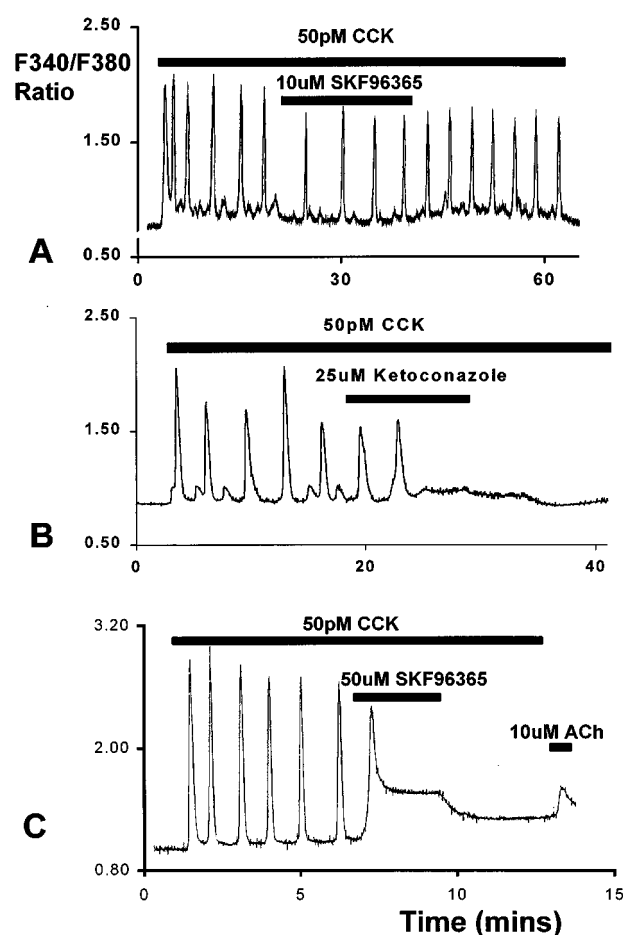 2.50
50pM CCK
F340/F380
Ratio
10uM SKF96365
1.50
A
0.50
0 30 60
2.50
50pM CCK
25uM Ketoconazole
1.50
B
0.50
0 20 40
3.20
50pM CCK
50uM SKF96365
2.00
10uM ACh
C
0.80
0 5 10 15
Time (mins)